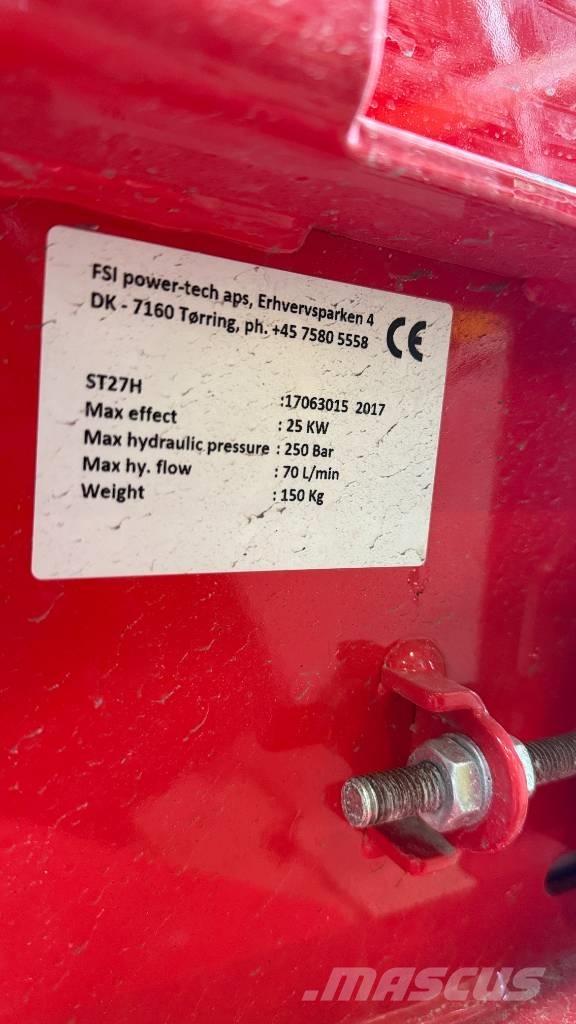 FSI power-tech aps, Erhvervsparken 4
DK - 7160 Tørring, ph. +45 7580 5558
CE
ST27H :17063015 2017
Max effect : 25 KW
Max hydraulic pressure : 250 Bar
Max hy. flow : 70 L/min
Weight : 150 Kg
MASCUS